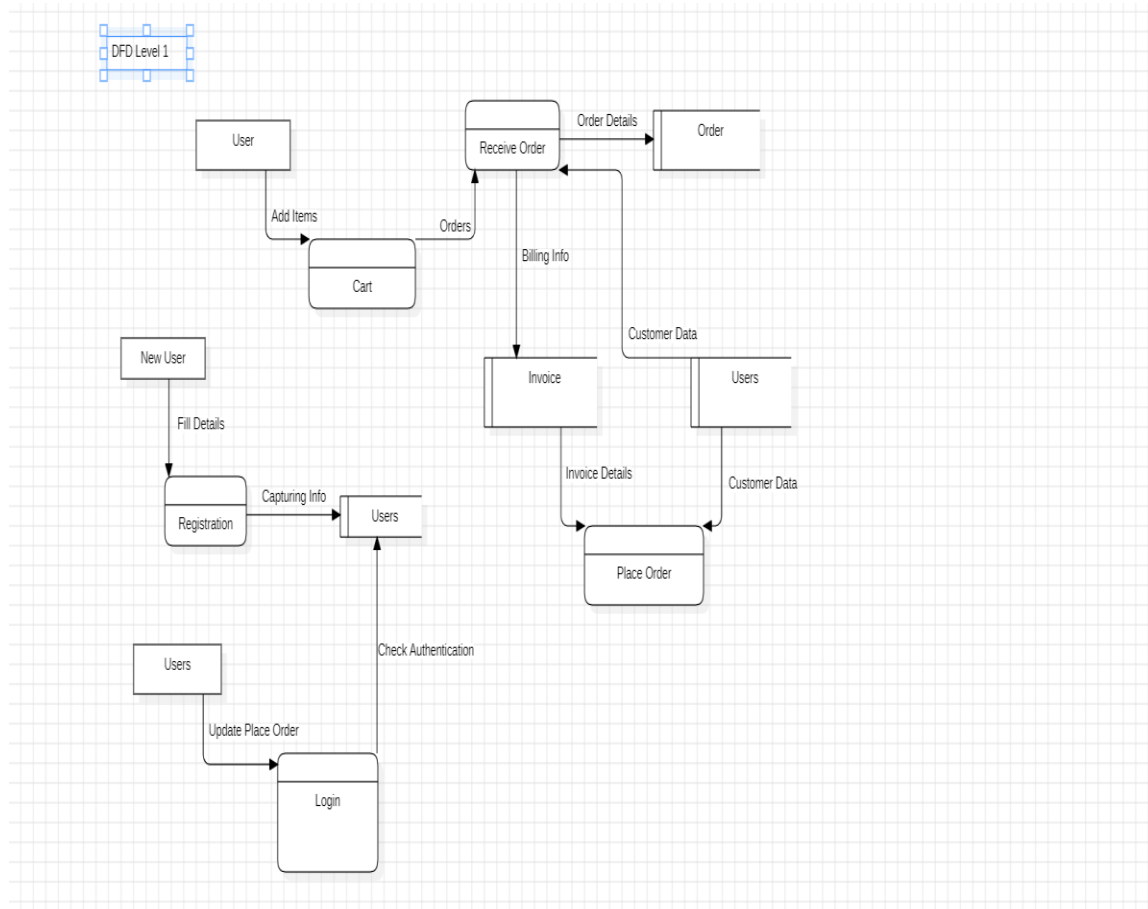 DFD Level 1
User
Receive Order
Order Details
Order
Add Items
Orders
Cart
Billing Info
Customer Data
New User
Invoice
Users
Fill Details
Invoice Details
Customer Data
Capturing Info
Registration
Users
Place Order
Check Authentication
Users
Update Place Order
Login